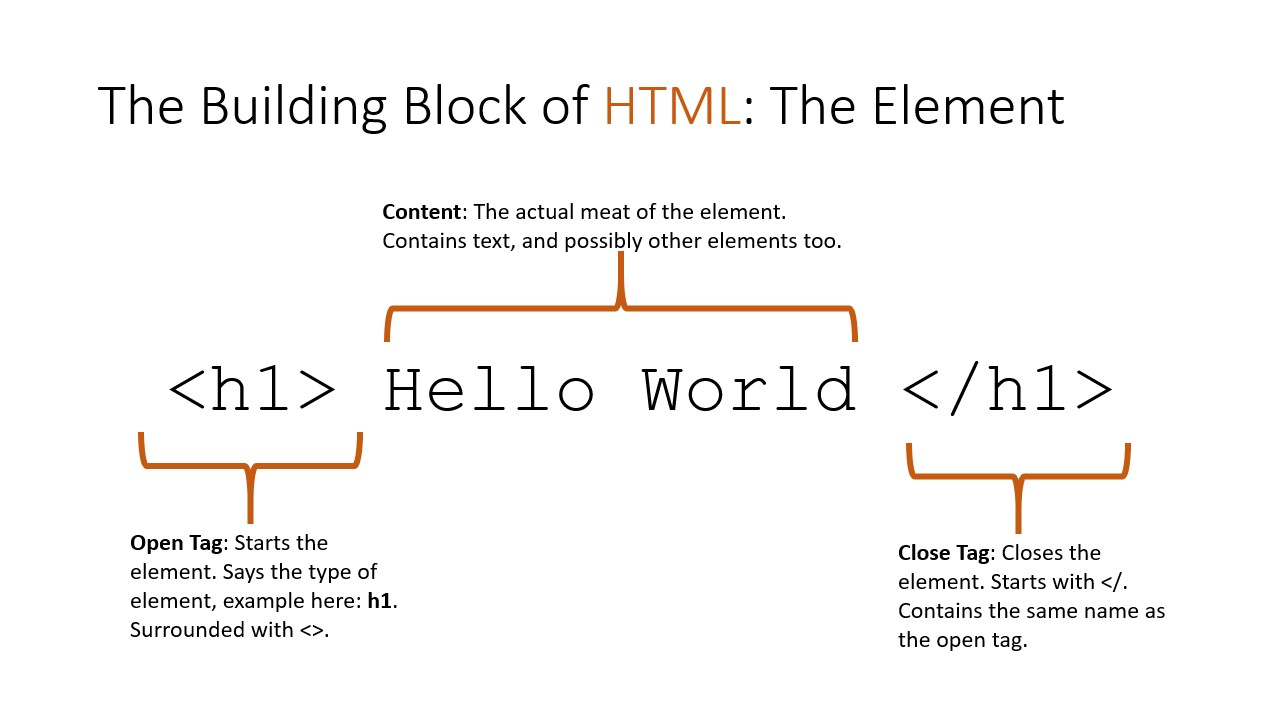 The Building Block of HTML: The Element
Content: The actual meat of the element.
Contains text, and possibly other elements too.
<h1> Hello World </h1>
Open Tag: Starts the
element. Says the type of
element, example here: h1.
Surrounded with <>.
Close Tag: Closes the
element. Starts with </.
Contains the same name as
the open tag.